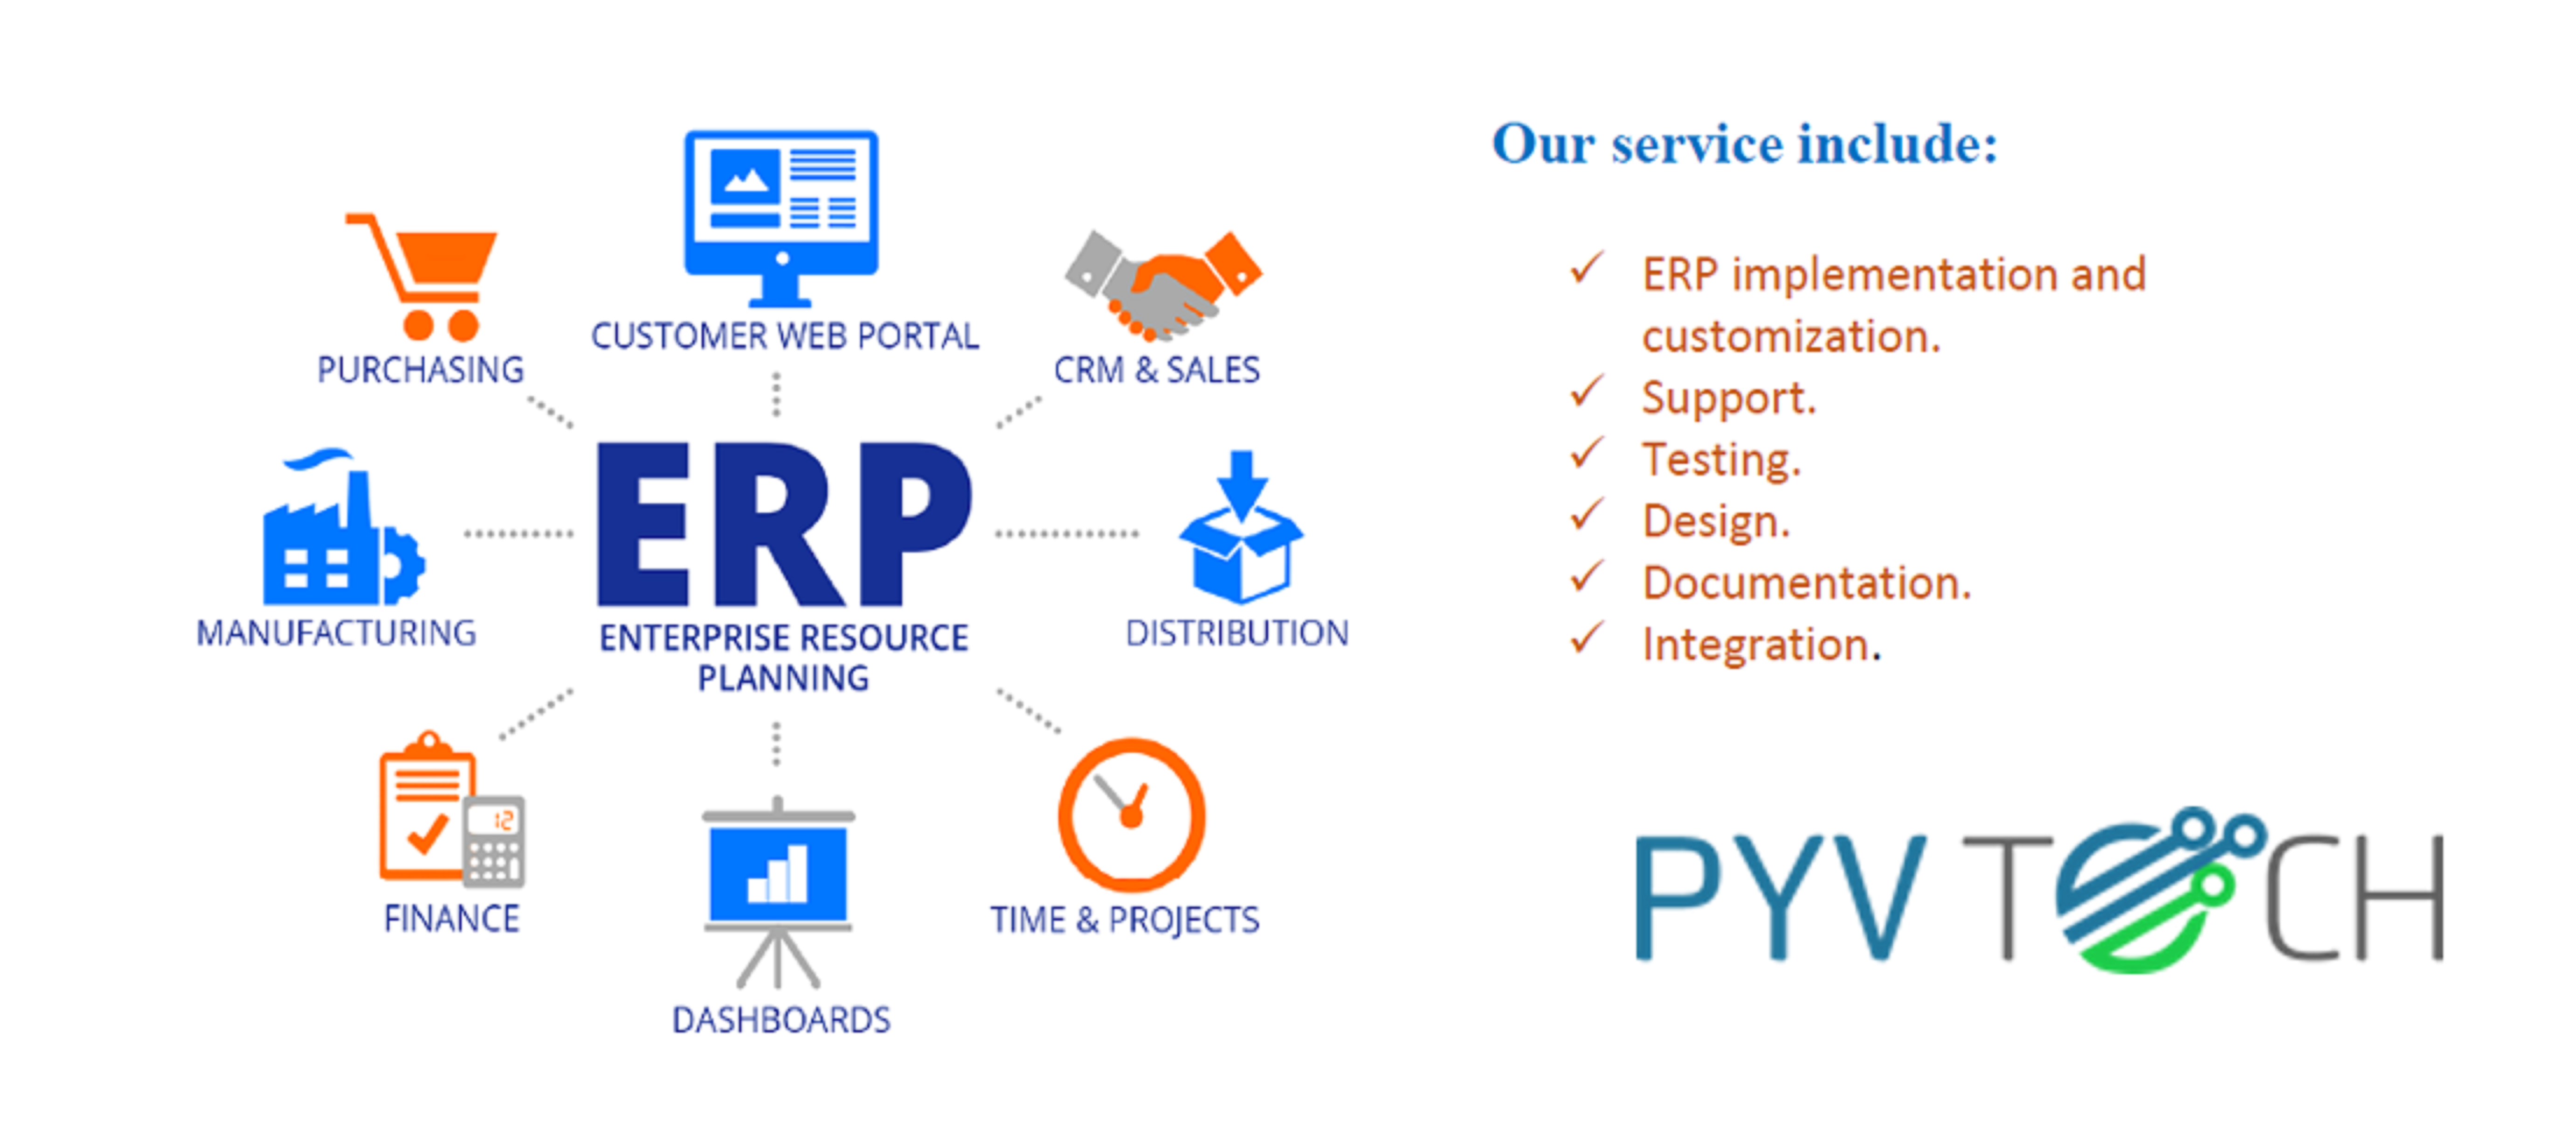 CUSTOMER WEB PORTAL
PURCHASING
CRM & SALES
ERP
ENTERPRISE RESOURCE
PLANNING
MANUFACTURING
DISTRIBUTION
12
FINANCE
TIME & PROJECTS
DASHBOARDS
Our service include:
✓ ERP implementation and
customization.
✓ Support.
✓ Testing.
✓ Design.
✓ Documentation.
✓ Integration.
PYV TECH